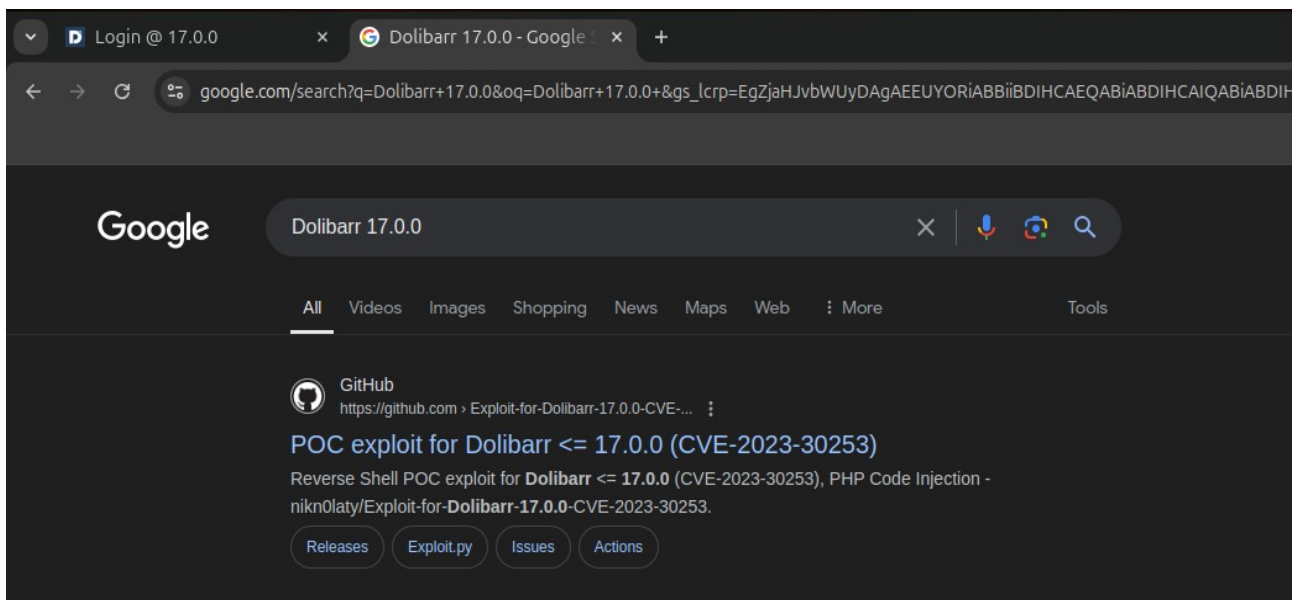 Login @ 17.0.0
Dolibarr 17.0.0 - Google S
google.com/search?q=Dolibarr+17.0.0&oq=Dolibarr+17.0.0+&gs_lcrp=EgZjaHJvbWUyDAgAEEUYORiABBiiBDIHCAEQABiABDIHCAIQABiABDIH
Google
Dolibarr 17.0.0
All Videos Images Shopping News Maps Web More Tools
GitHub
https://github.com › Exploit-for-Dolibarr-17.0.0-CVE-...
POC exploit for Dolibarr <= 17.0.0 (CVE-2023-30253)
Reverse Shell POC exploit for Dolibarr <= 17.0.0 (CVE-2023-30253), PHP Code Injection -
nikn0laty/Exploit-for-Dolibarr-17.0.0-CVE-2023-30253.
Releases Exploit.py Issues Actions